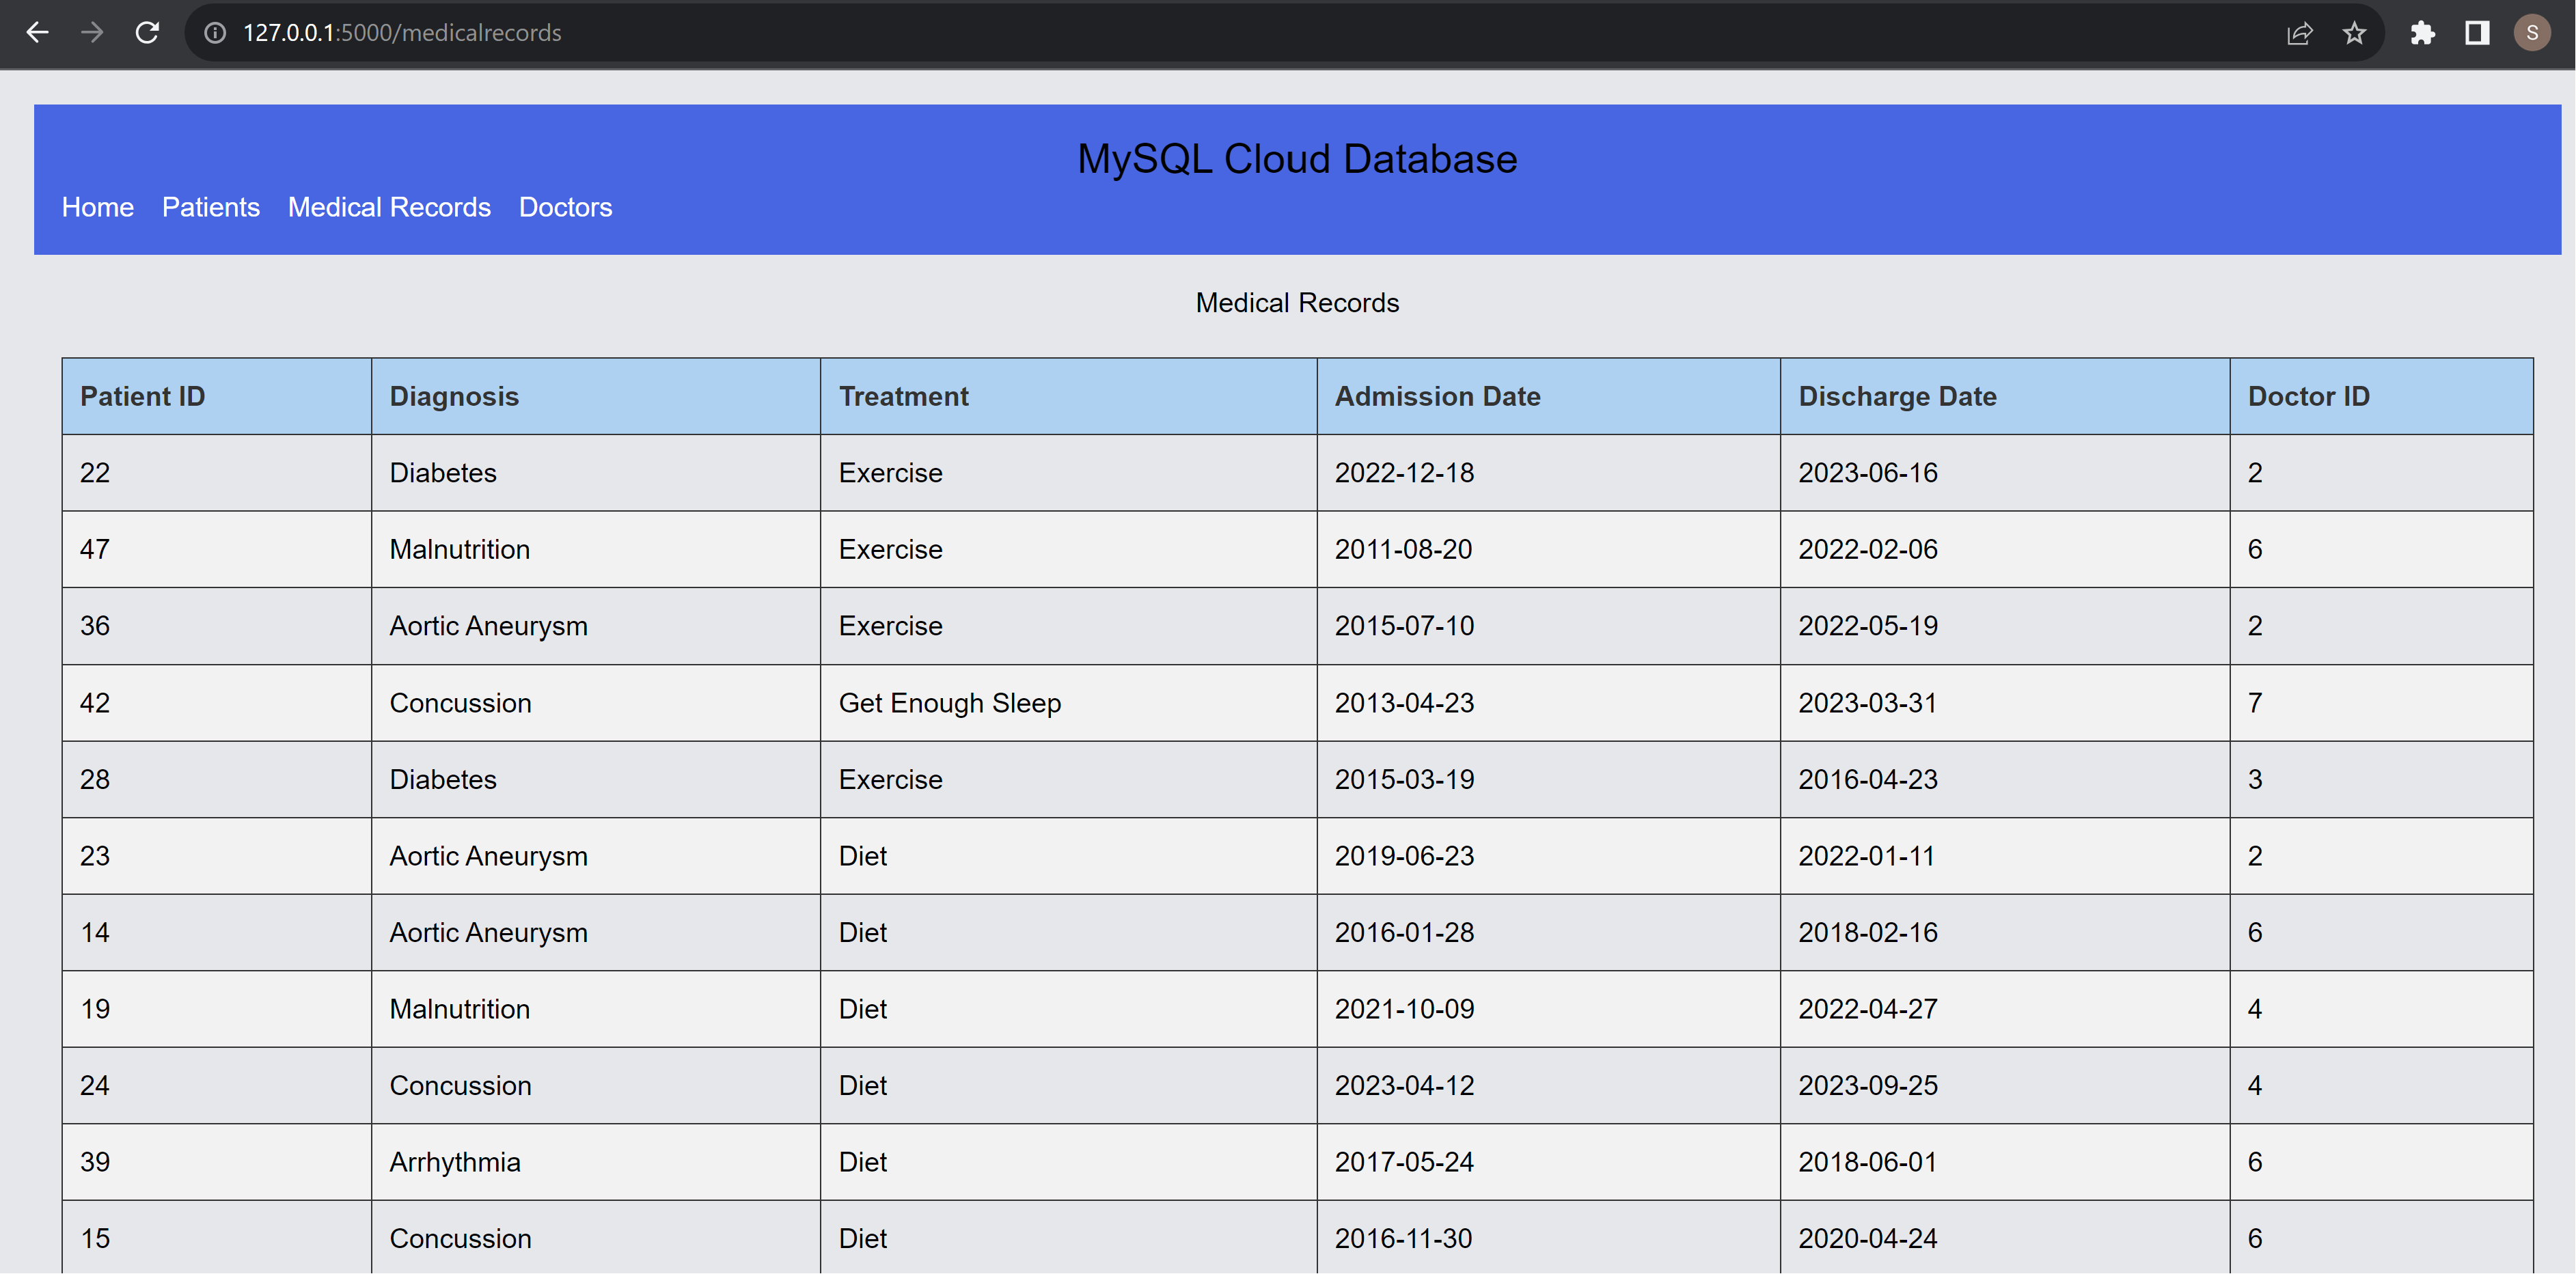 127.0.0.1:5000/medicalrecords
S
MySQL Cloud Database
Home Patients Medical Records Doctors
Medical Records
Patient ID Diagnosis Treatment Admission Date Discharge Date Doctor ID
22 Diabetes Exercise 2022-12-18 2023-06-16 2
47 Malnutrition Exercise 2011-08-20 2022-02-06 6
36 Aortic Aneurysm Exercise 2015-07-10 2022-05-19 2
42 Concussion Get Enough Sleep 2013-04-23 2023-03-31 7
28 Diabetes Exercise 2015-03-19 2016-04-23 3
23 Aortic Aneurysm Diet 2019-06-23 2022-01-11 2
14 Aortic Aneurysm Diet 2016-01-28 2018-02-16 6
19 Malnutrition Diet 2021-10-09 2022-04-27 4
24 Concussion Diet 2023-04-12 2023-09-25 4
39 Arrhythmia Diet 2017-05-24 2018-06-01 6
15 Concussion Diet 2016-11-30 2020-04-24 6